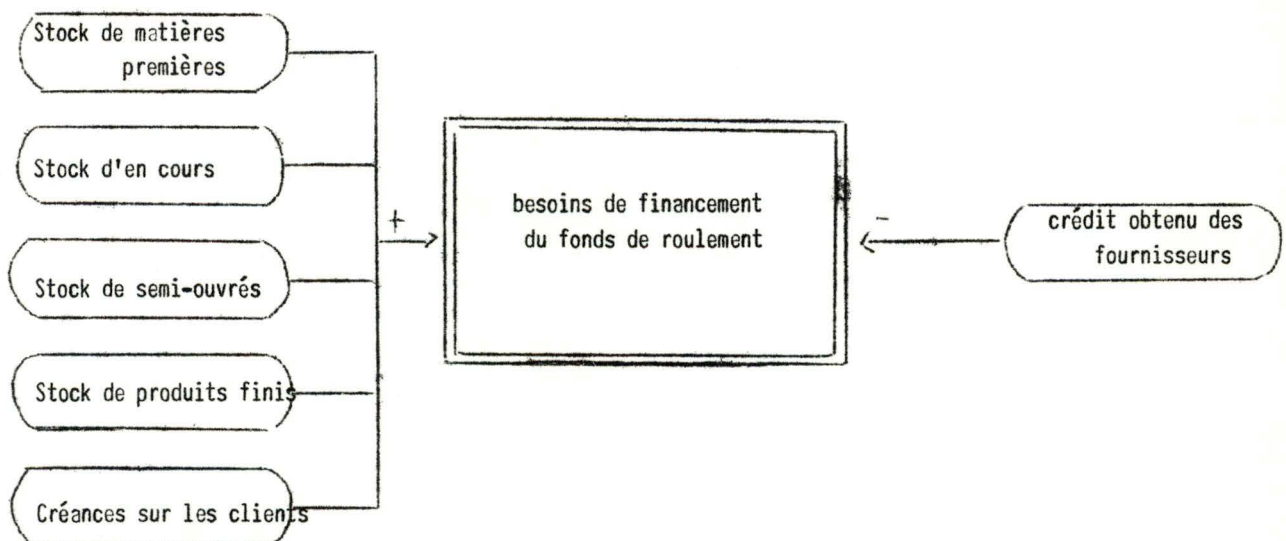 Stock de matières
premières
Stock d'en cours
Stock de semi-ouvrés
Stock de produits finis
Créances sur les clients
+
besoins de financement
du fonds de roulement
-
crédit obtenu des
fournisseurs